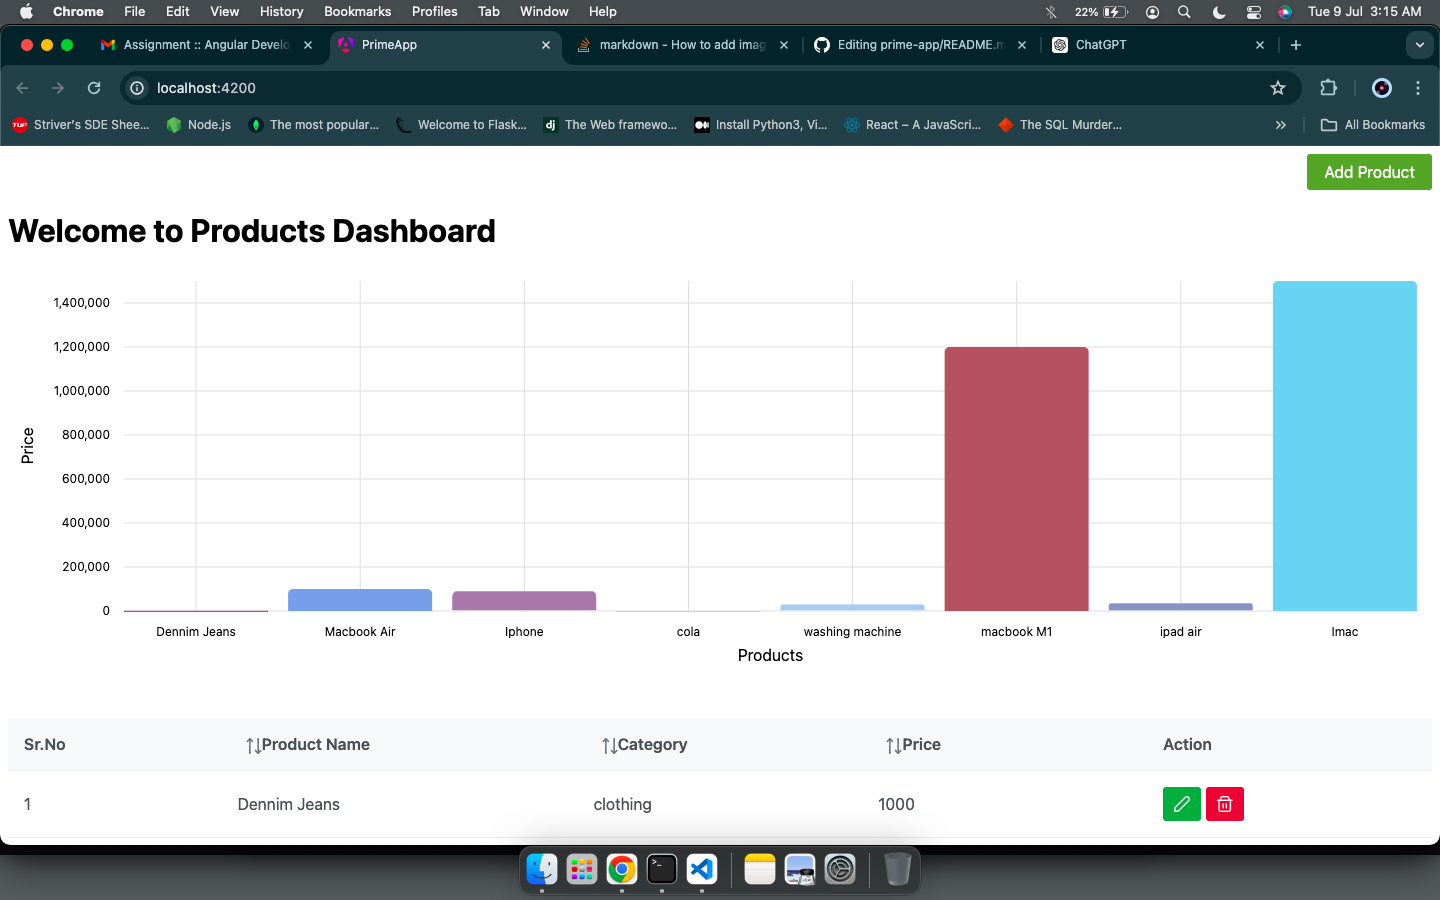 Chrome File Edit View History Bookmarks Profiles Tab Window Help 22% Tue 9 Jul 3:15 AM
Assignment :: Angular Develo PrimeApp markdown - How to add imag Editing prime-app/README.m ChatGPT
localhost:4200
Striver's SDE Shee... Node.js The most popular... Welcome to Flask... The Web framewo... Install Python3, Vi... React – A JavaScri... The SQL Murder... » All Bookmarks
Add Product
Welcome to Products Dashboard
1,400,000
1,200,000
1,000,000
800,000
600,000
400,000
200,000
0
Price
Dennim Jeans Macbook Air Iphone cola washing machine macbook M1 ipad air Imac
Products
Sr.No Product Name Category Price Action
1 Dennim Jeans clothing 1000